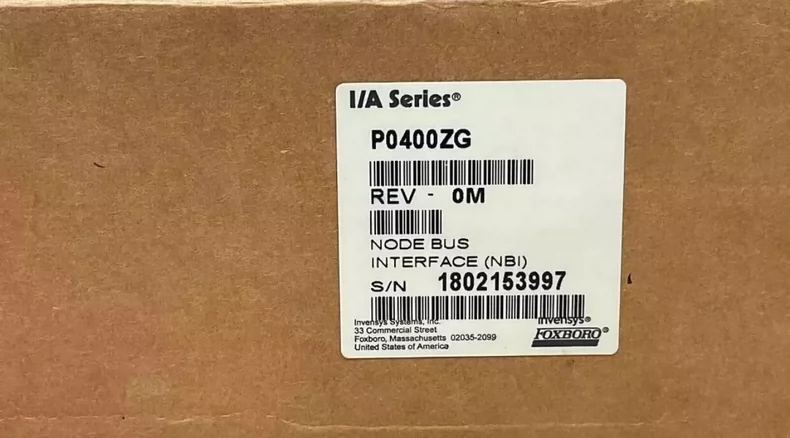 I/A Series®
P0400ZG
REV - 0M
NODE BUS
INTERFACE (NBI)
S/N 1802153997
Invensys Systems, Inc.
33 Commercial Street
Foxboro, Massachusetts 02035-2099
United States of America
invensys®
FOXBORO®